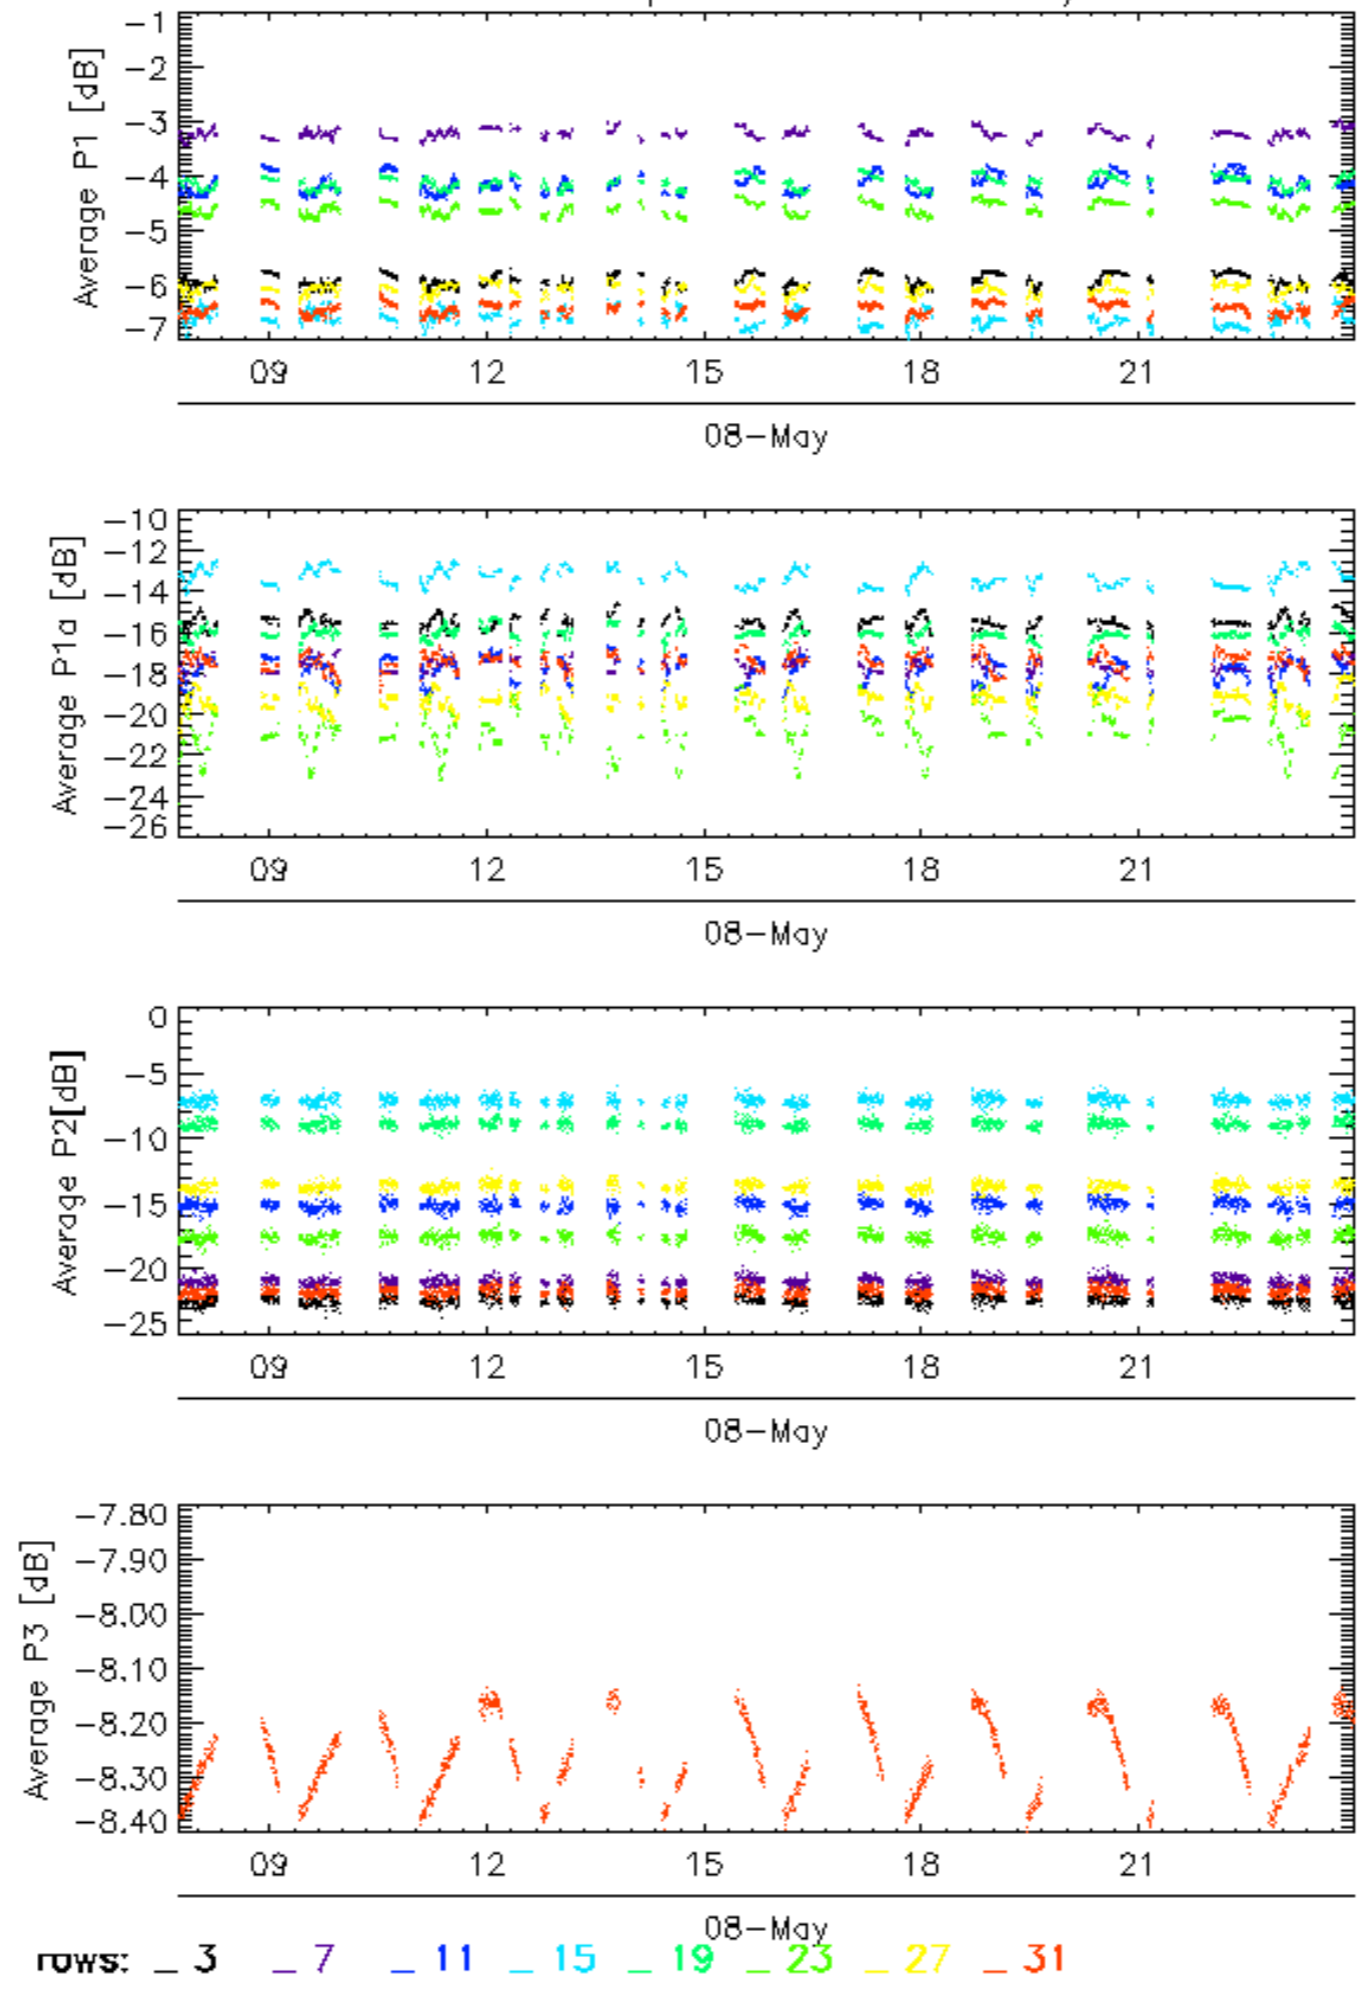 Average P1 [dB]
-1
-2
-3
-4
-5
-6
-7
09 12 15 18 21
08-May
Average P1a [dB]
-10
-12
-14
-16
-18
-20
-22
-24
-26
09 12 15 18 21
08-May
Average P2[dB]
0
-5
-10
-15
-20
-25
09 12 15 18 21
08-May
Average P3 [dB]
-7.80
-7.90
-8.00
-8.10
-8.20
-8.30
-8.40
09 12 15 18 21
08-May
rows: _ 3 _ 7 _ 11 _ 15 _ 19 _ 23 _ 27 _ 31